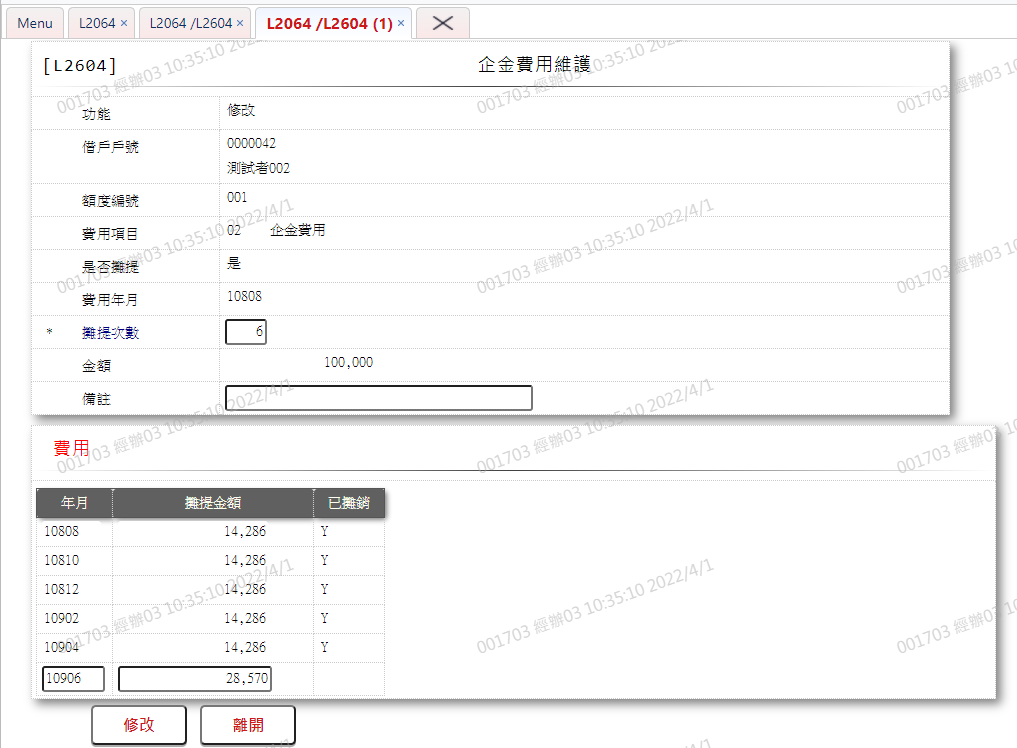 Menu L2064 × L2064 /L2604 × L2064 /L2604 (1) ×
[L2604] 企金費用維護
功能 修改
借戶戶號 0000042
測試者002
額度編號 001
費用項目 02 企金費用
是否攤提 是
費用年月 10808
* 攤提次數 6
金額 100,000
備註
費用
年月 攤提金額 已攤銷
10808 14,286 Y
10810 14,286 Y
10812 14,286 Y
10902 14,286 Y
10904 14,286 Y
10906 28,570
修改 離開
001703 經辦03 10:35:10 2022/4/1